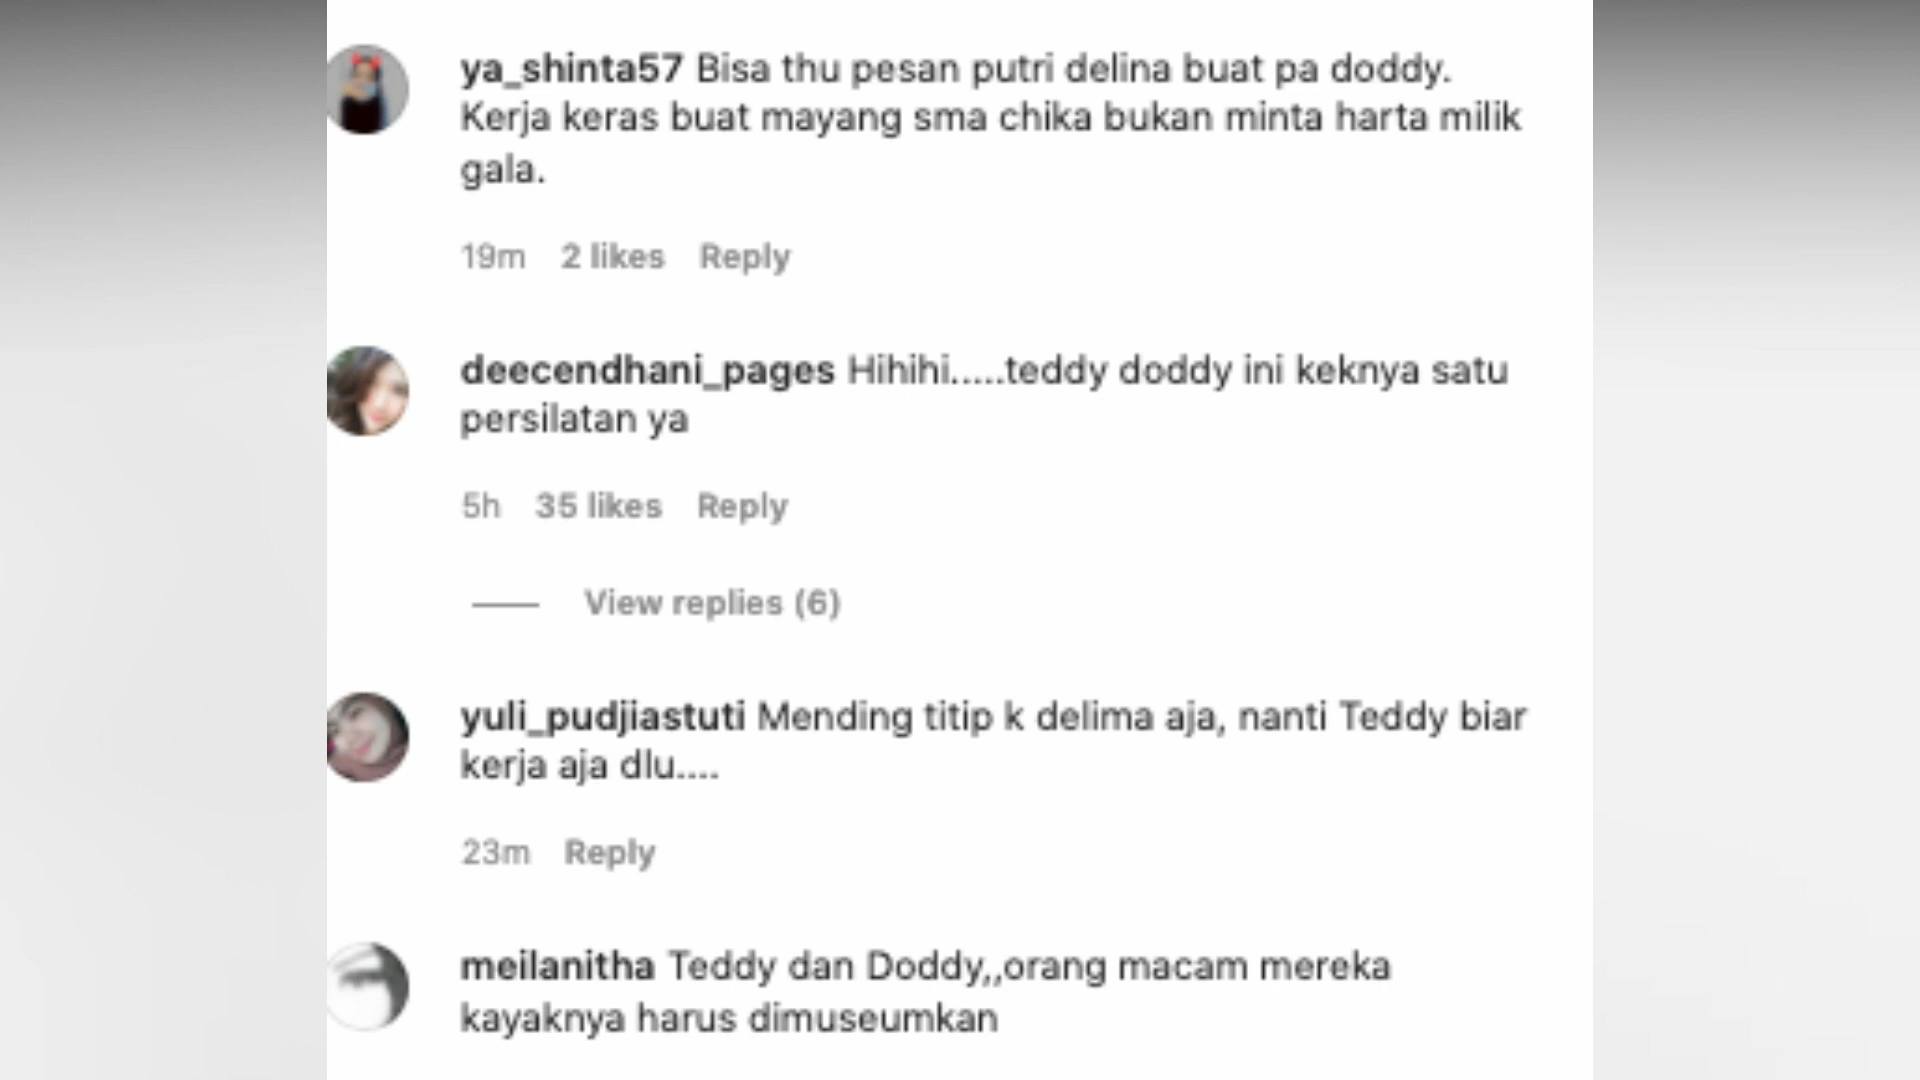 ya_shinta57 Bisa thu pesan putri delina buat pa doddy.
Kerja keras buat mayang sma chika bukan minta harta milik
gala.
19m 2 likes Reply
deecendhani_pages Hihihi.....teddy doddy ini keknya satu
persilatan ya
5h 35 likes Reply
View replies (6)
yuli_pudjiastuti Mending titip k delima aja, nanti Teddy biar
kerja aja dlu....
23m Reply
meilanitha Teddy dan Doddy,,orang macam mereka
kayaknya harus dimuseumkan